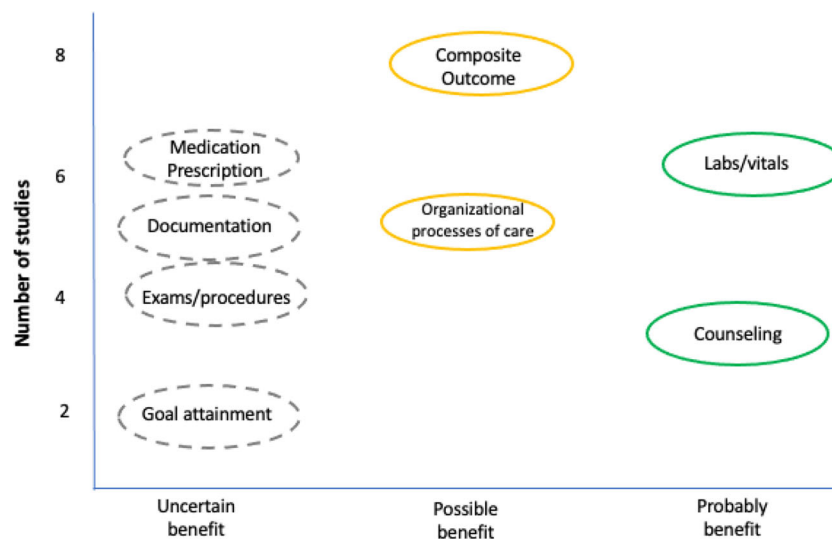 8
Composite
Outcome
Medication
Prescription
Labs/vitals
6
Organizational
processes of care
Documentation
Exams/procedures
4
Counseling
2
Goal attainment
Number of studies
Uncertain
benefit
Possible
benefit
Probably
benefit